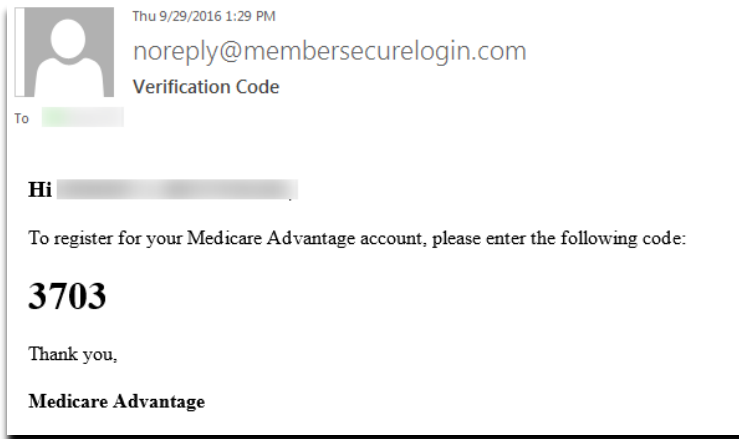 Thu 9/29/2016 1:29 PM
noreply@membersecurelogin.com
Verification Code
To
Hi
To register for your Medicare Advantage account, please enter the following code:
3703
Thank you,
Medicare Advantage